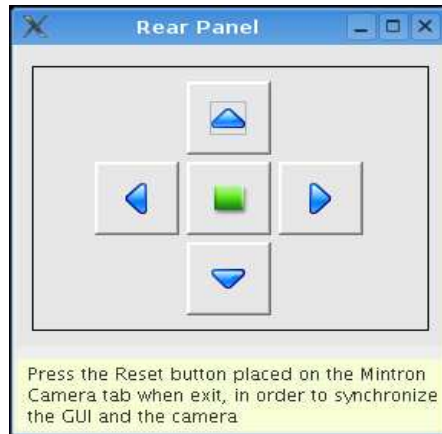 Rear Panel
Press the Reset button placed on the Mintron
Camera tab when exit, in order to synchronize
the GUI and the camera